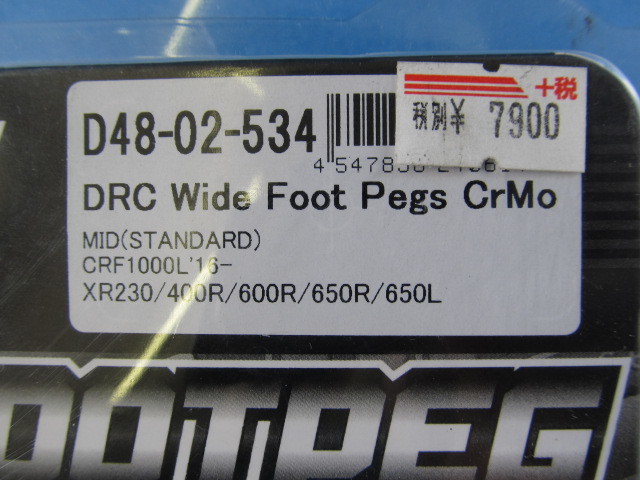 +税
税別¥ 7900
D48-02-534
DRC Wide Foot Pegs CrMo
MID(STANDARD)
CRF1000L'16-
XR230/400R/600R/650R/650L
OOTPEG